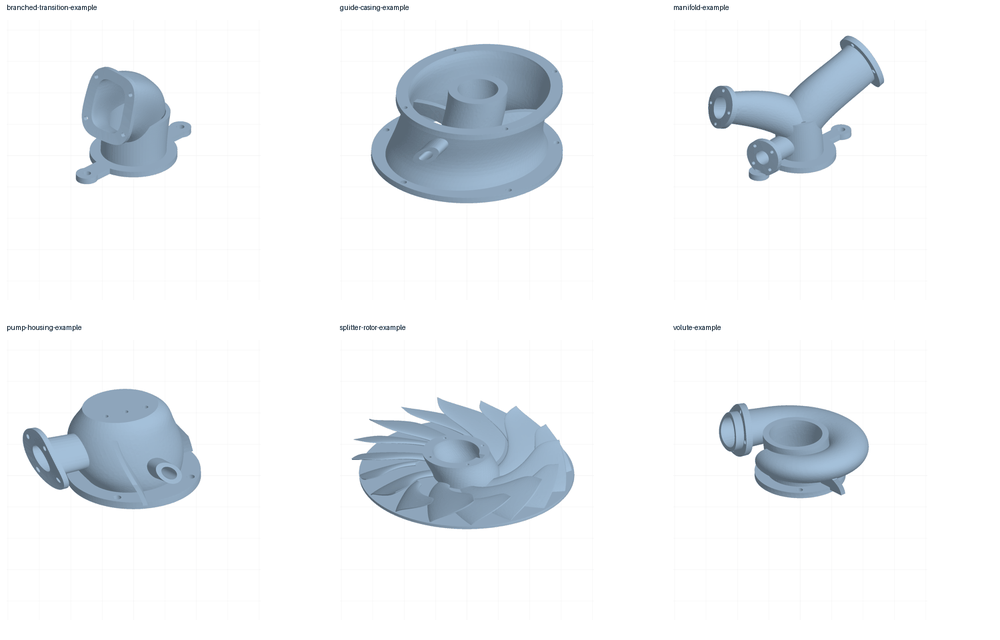 branched-transition-example
guide-casing-example
manifold-example
pump-housing-example
splitter-rotor-example
volute-example